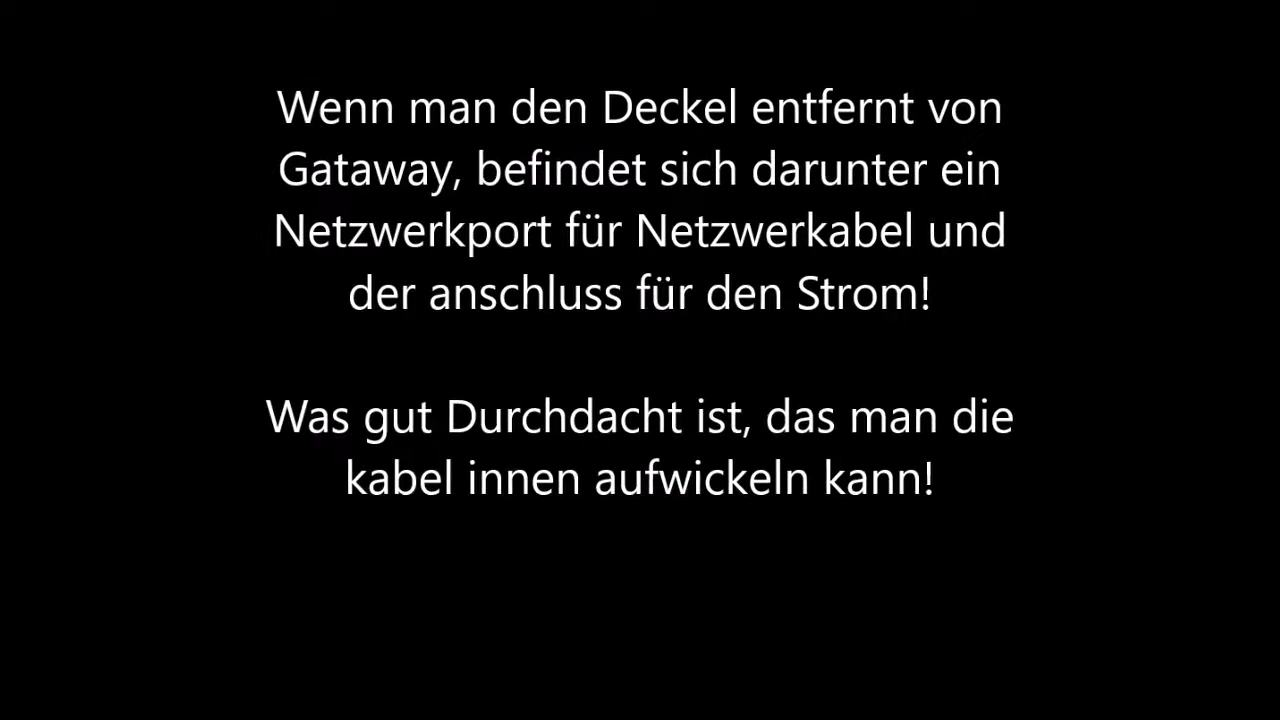 Wenn man den Deckel entfernt von
Gataway, befindet sich darunter ein
Netzwerkport für Netzwerkabel und
der anschluss für den Strom!
Was gut Durchdacht ist, das man die
kabel innen aufwickeln kann!